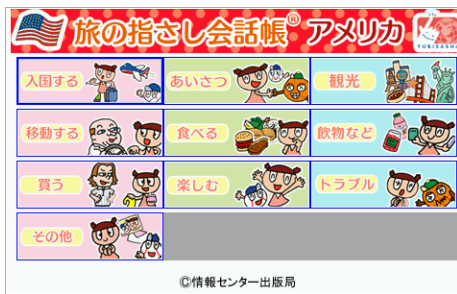 旅の指さし会話帳® アメリカ
YUBISASHI
入国する
あいさつ
観光
移動する
食べる
飲物など
買う
楽しむ
トラブル
その他
©情報センター出版局